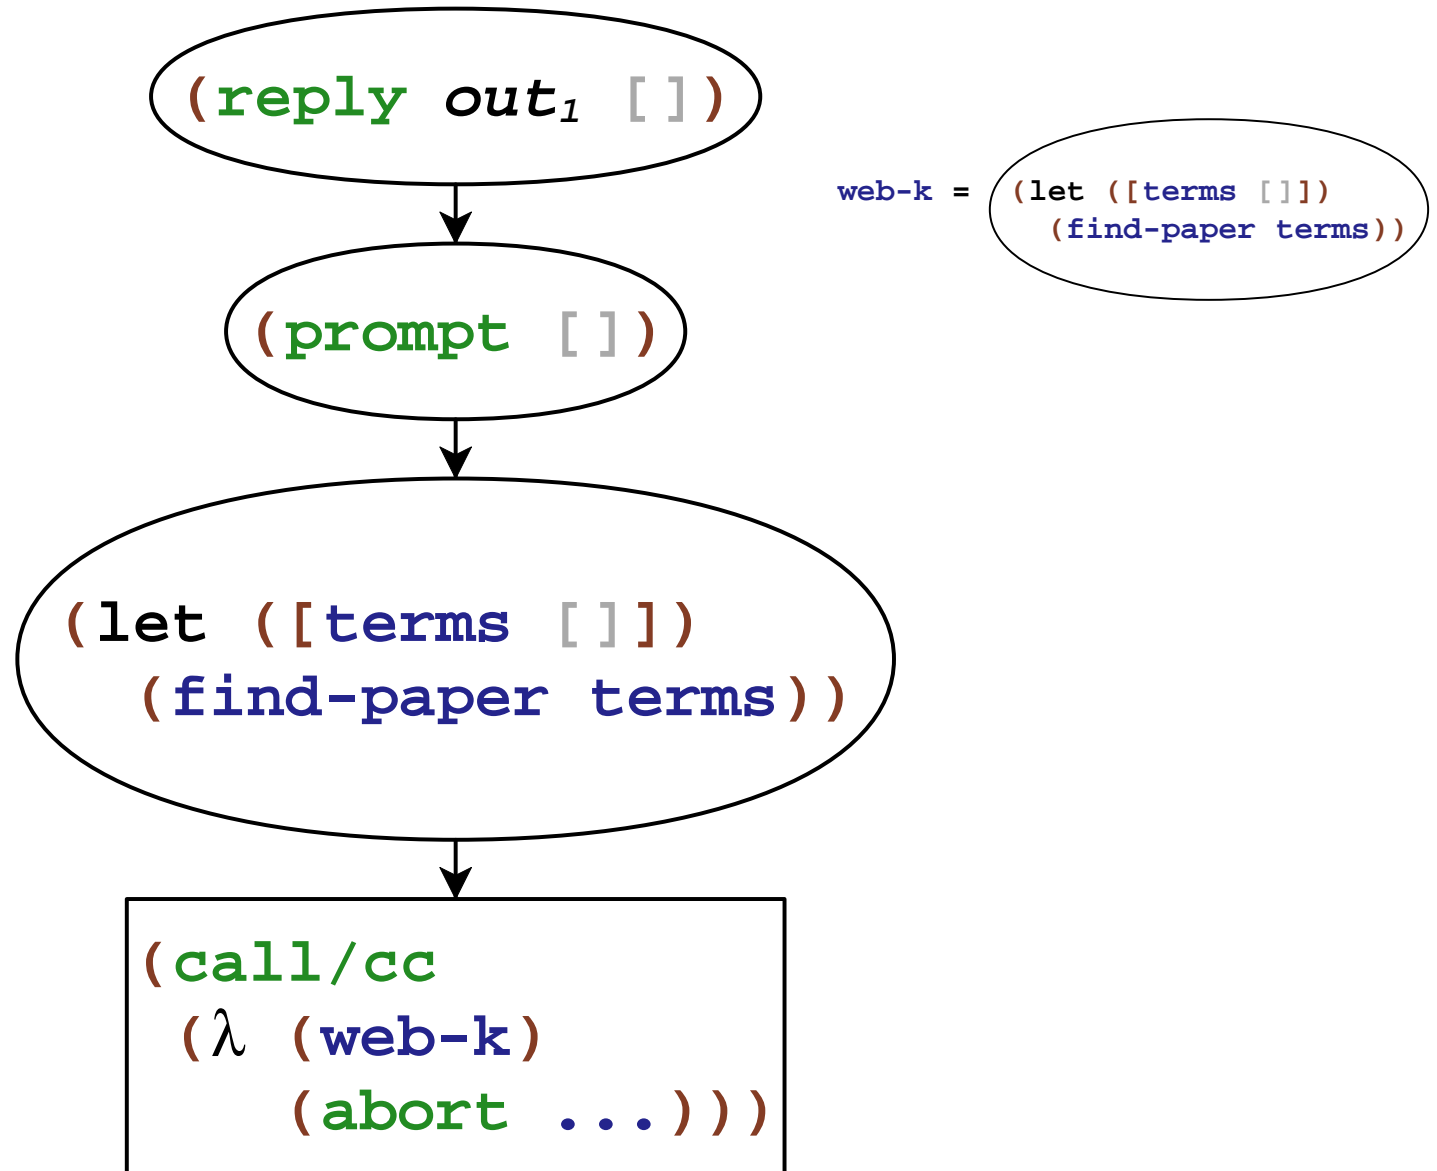 (reply out₁ [])
(prompt [])
(let ([terms []])
(find-paper terms))
(call/cc
(λ (web-k)
(abort ...)))
web-k = (let ([terms []])
(find-paper terms))